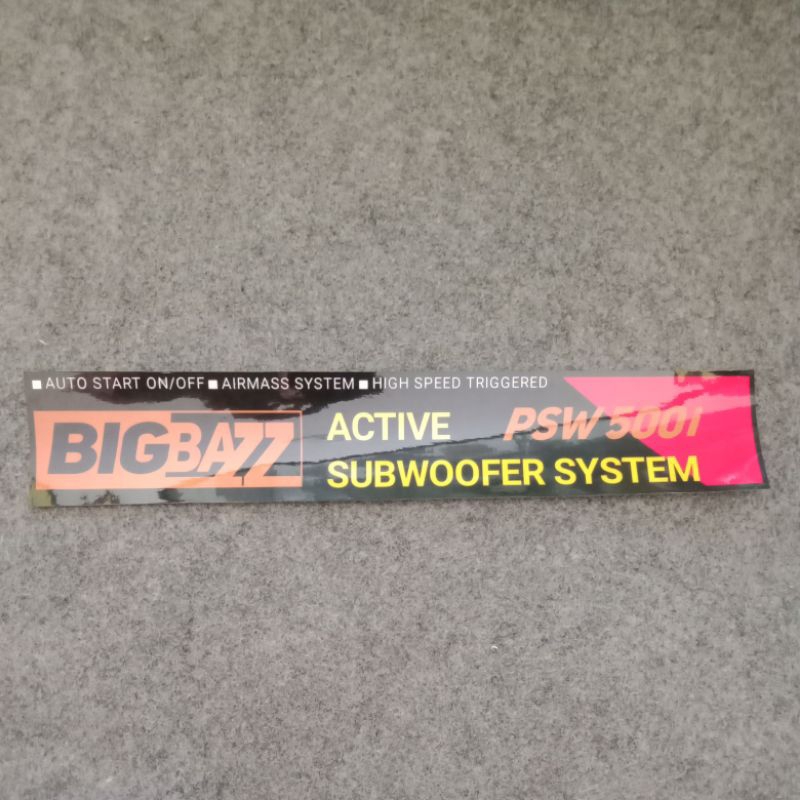 ■ AUTO START ON/OFF ■ AIRMASS SYSTEM ■ HIGH SPEED TRIGGERED
BIGBAZZ
ACTIVE PSW 5001
SUBWOOFER SYSTEM